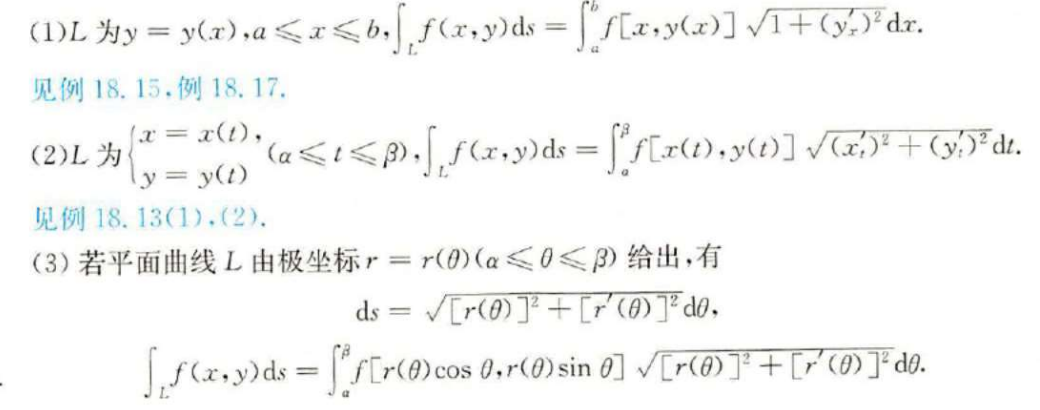 (1)L 为y = y(x),a ≤ x ≤ b,∫_L f(x,y)ds = ∫_a^b f[x,y(x)] √(1+(y′_x)²) dx.
见例 18.15,例 18.17.
(2)L 为{x = x(t), y = y(t) (α ≤ t ≤ β),∫_L f(x,y)ds = ∫_α^β f[x(t),y(t)] √((x′_t)² + (y′_t)²) dt.
见例 18.13(1),(2).
(3) 若平面曲线 L 由极坐标 r = r(θ)(α ≤ θ ≤ β) 给出,有
ds = √([r(θ)]² + [r′(θ)]²) dθ,
∫_L f(x,y)ds = ∫_α^β f[r(θ)cos θ,r(θ)sin θ] √([r(θ)]² + [r′(θ)]²) dθ.